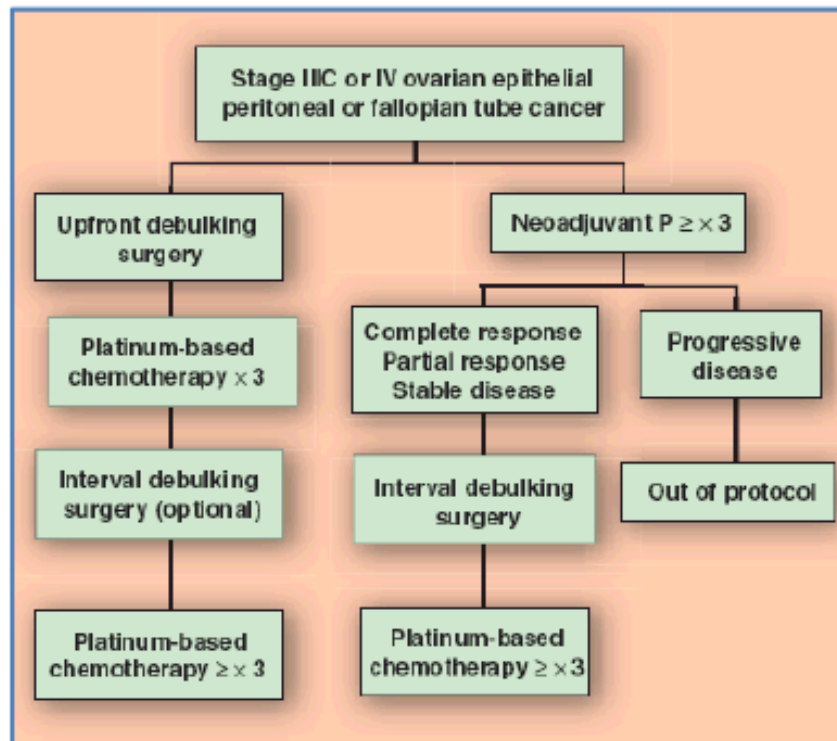 Stage IIIC or IV ovarian epithelial
peritoneal or fallopian tube cancer
Upfront debulking
surgery
Neoadjuvant P ≥ × 3
Platinum-based
chemotherapy × 3
Complete response
Partial response
Stable disease
Progressive
disease
Interval debulking
surgery (optional)
Interval debulking
surgery
Out of protocol
Platinum-based
chemotherapy ≥ × 3
Platinum-based
chemotherapy ≥ ×3